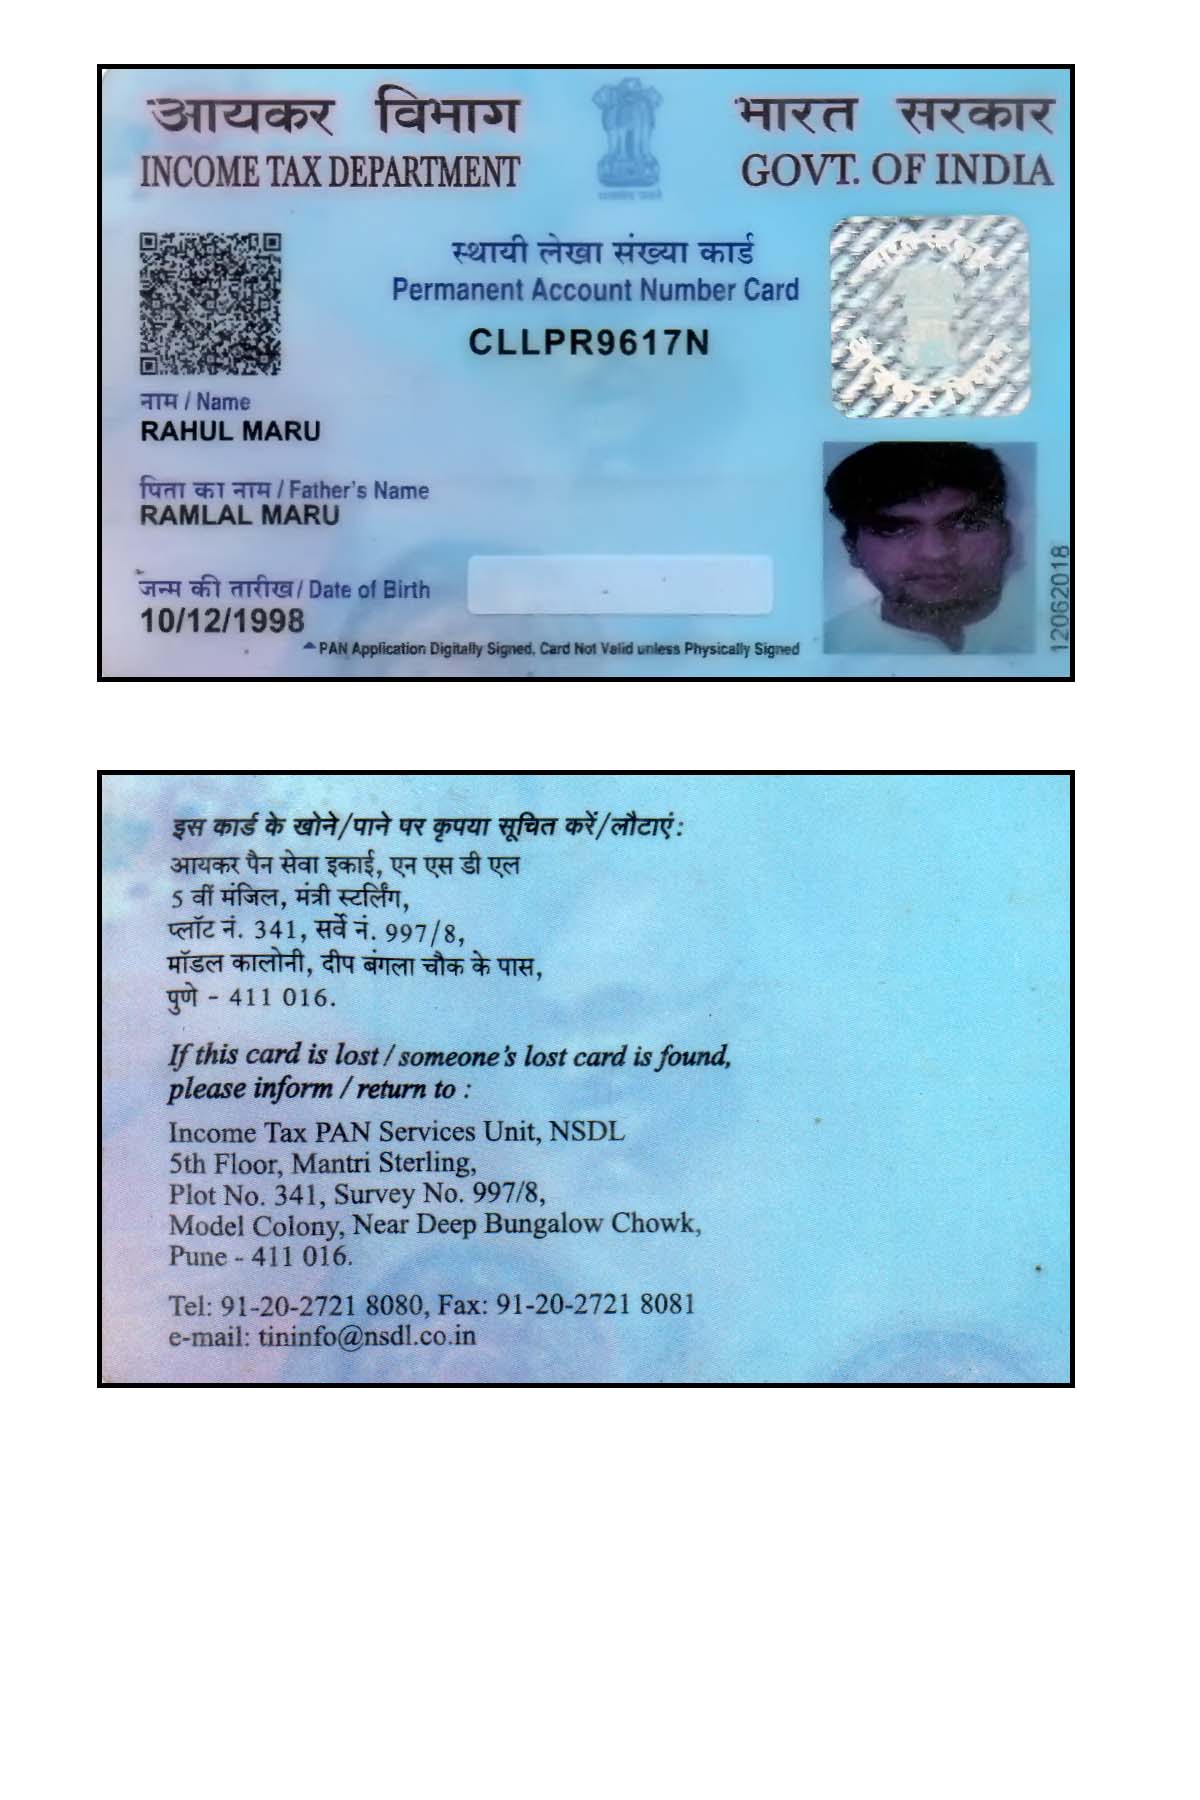 आयकर विभाग
INCOME TAX DEPARTMENT
भारत सरकार
GOVT. OF INDIA
स्थायी लेखा संख्या कार्ड
Permanent Account Number Card
CLLPR9617N
नाम / Name
RAHUL MARU
पिता का नाम / Father's Name
RAMLAL MARU
जन्म की तारीख / Date of Birth
10/12/1998
PAN Application Digitally Signed, Card Not Valid unless Physically Signed
12062018
इस कार्ड के खोने/पाने पर कृपया सूचित करें/लौटाएं:
आयकर पैन सेवा इकाई, एन एस डी एल
5 वीं मंजिल, मंत्री स्टर्लिंग,
प्लॉट नं. 341, सर्वे नं. 997/8,
मॉडल कालोनी, दीप बंगला चौक के पास,
पुणे - 411 016.
If this card is lost / someone's lost card is found,
please inform / return to :
Income Tax PAN Services Unit, NSDL
5th Floor, Mantri Sterling,
Plot No. 341, Survey No. 997/8,
Model Colony, Near Deep Bungalow Chowk,
Pune - 411 016.
Tel: 91-20-2721 8080, Fax: 91-20-2721 8081
e-mail: tininfo@nsdl.co.in